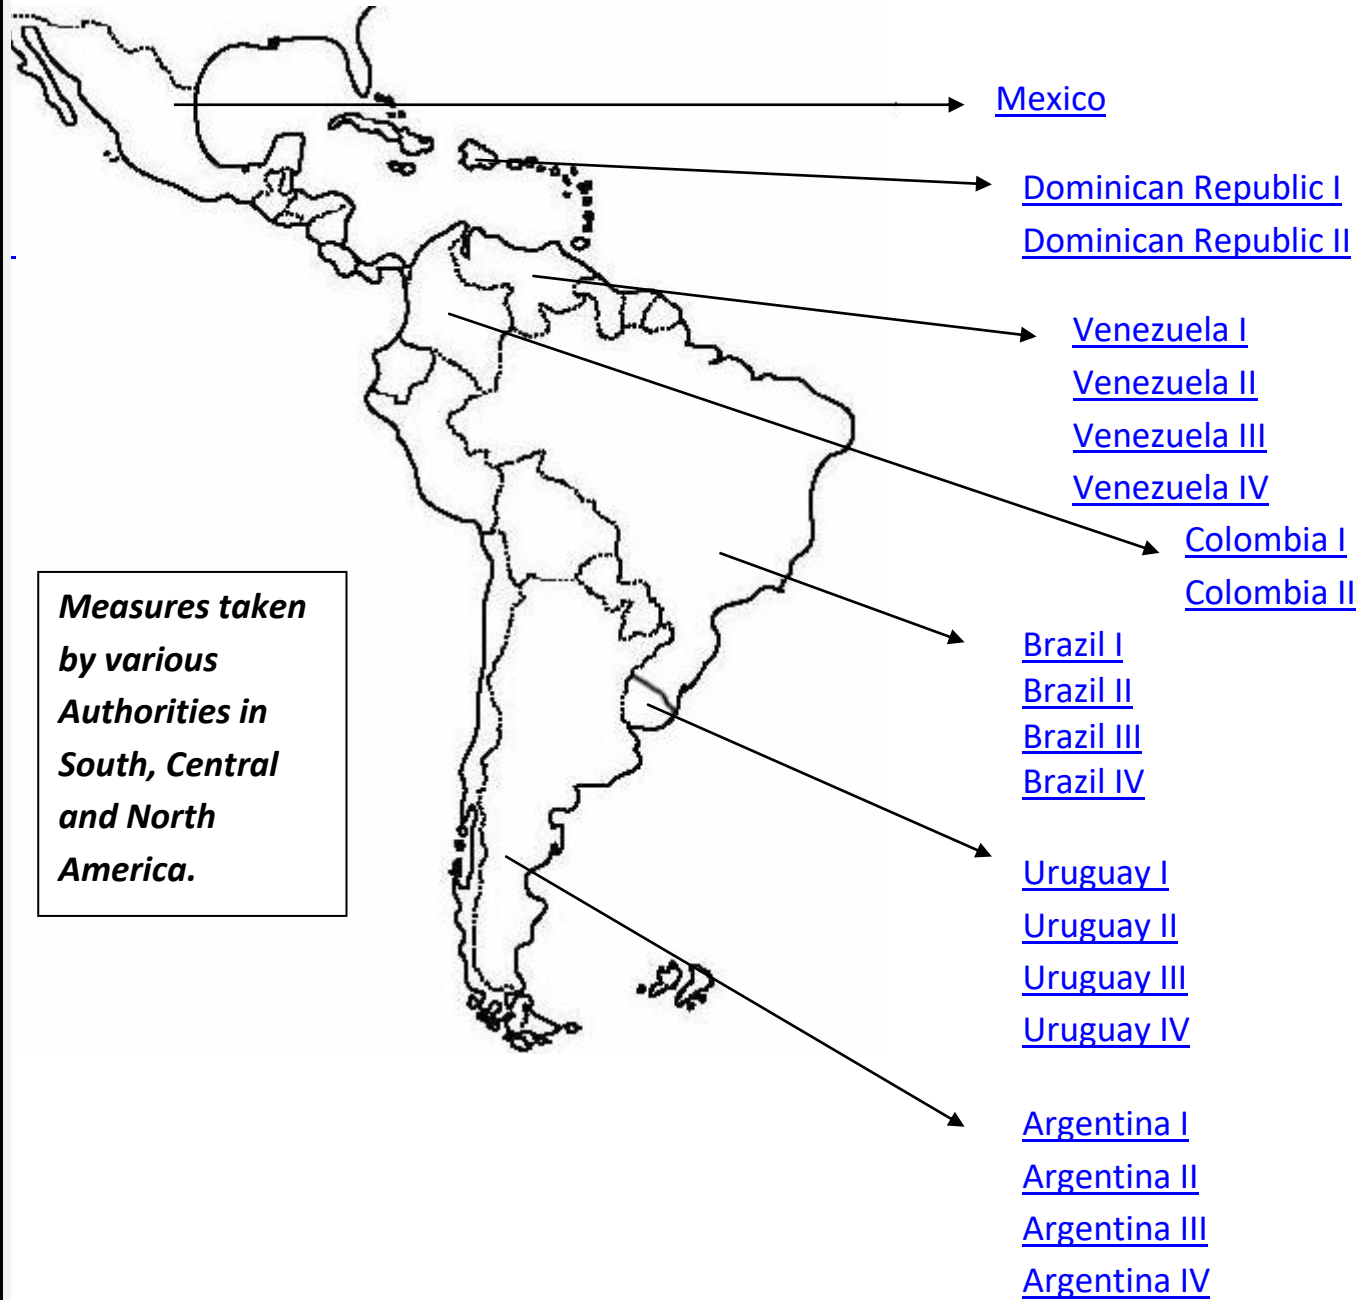 Mexico
Dominican Republic I
Dominican Republic II
Venezuela I
Venezuela II
Venezuela III
Venezuela IV
Colombia I
Colombia II
Measures taken
by various
Authorities in
South, Central
and North
America.
Brazil I
Brazil II
Brazil III
Brazil IV
Uruguay I
Uruguay II
Uruguay III
Uruguay IV
Argentina I
Argentina II
Argentina III
Argentina IV